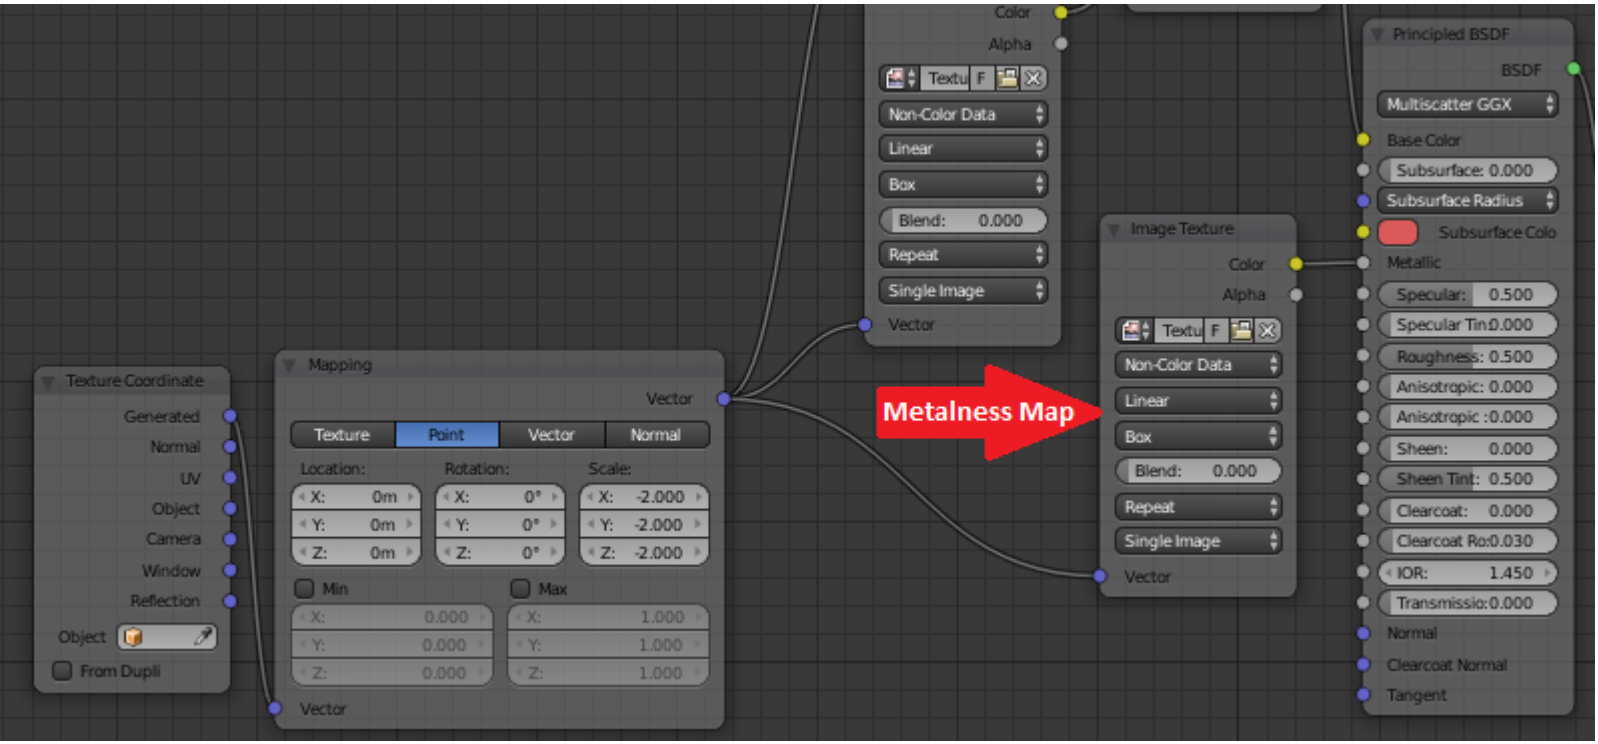 Color
Alpha
Textu F
Non-Color Data
Linear
Box
Blend: 0.000
Repeat
Single Image
Vector
Principled BSDF
BSDF
Multiscatter GGX
Base Color
Subsurface: 0.000
Subsurface Radius
Subsurface Colo
Metallic
Specular: 0.500
Specular Tin:0.000
Roughness: 0.500
Anisotropic: 0.000
Anisotropic :0.000
Sheen: 0.000
Sheen Tint: 0.500
Clearcoat: 0.000
Clearcoat Ro:0.030
IOR: 1.450
Transmissio:0.000
Normal
Clearcoat Normal
Tangent
Image Texture
Color
Alpha
Textu F
Non-Color Data
Linear
Box
Blend: 0.000
Repeat
Single Image
Vector
Metalness Map
Mapping
Vector
Texture Point Vector Normal
Location: Rotation: Scale:
X: 0m X: 0° X: -2.000
Y: 0m Y: 0° Y: -2.000
Z: 0m Z: 0° Z: -2.000
Min Max
X: 0.000 X: 1.000
Y: 0.000 Y: 1.000
Z: 0.000 Z: 1.000
Vector
Texture Coordinate
Generated
Normal
UV
Object
Camera
Window
Reflection
Object
From Dupli